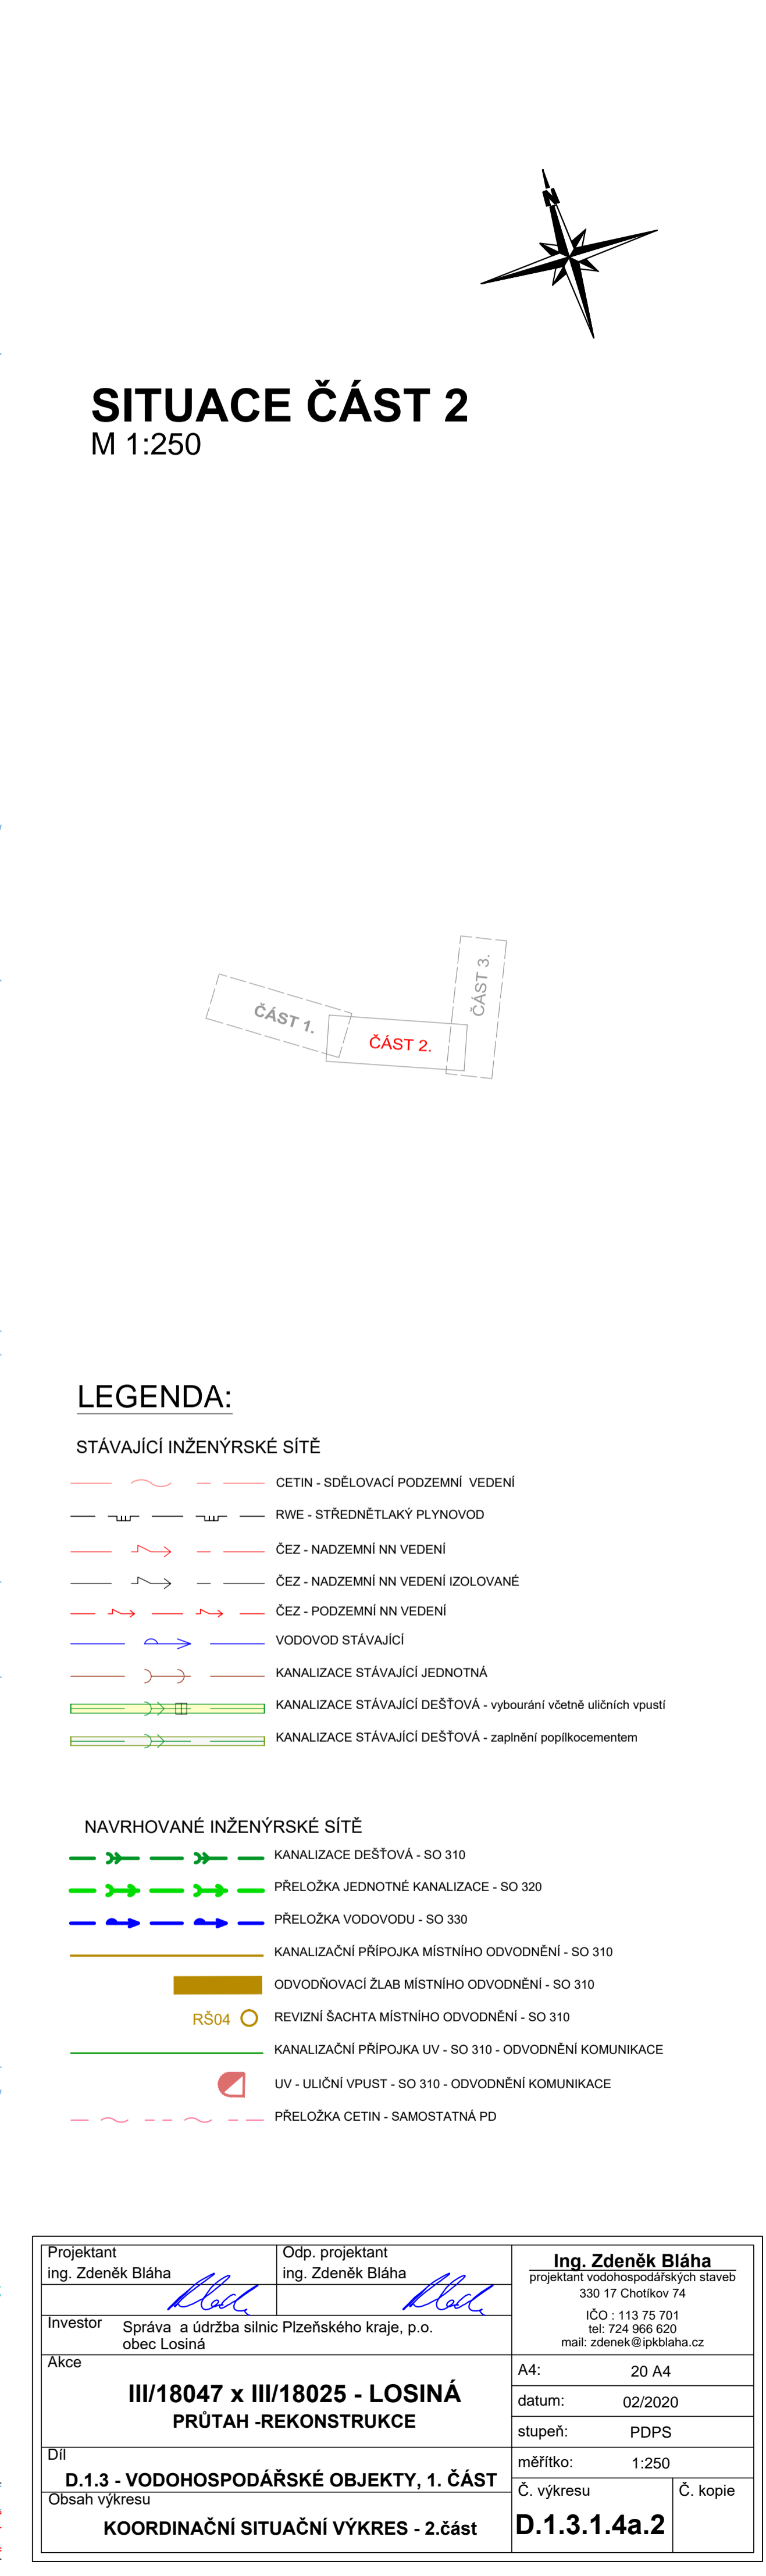 N
SITUACE ČÁST 2
M 1:250
ČÁST 1.
ČÁST 2.
ČÁST 3.
LEGENDA:
STÁVAJÍCÍ INŽENÝRSKÉ SÍTĚ
CETIN - SDĚLOVACÍ PODZEMNÍ VEDENÍ
RWE - STŘEDNĚTLAKÝ PLYNOVOD
ČEZ - NADZEMNÍ NN VEDENÍ
ČEZ - NADZEMNÍ NN VEDENÍ IZOLOVANÉ
ČEZ - PODZEMNÍ NN VEDENÍ
VODOVOD STÁVAJÍCÍ
KANALIZACE STÁVAJÍCÍ JEDNOTNÁ
KANALIZACE STÁVAJÍCÍ DEŠŤOVÁ - vybourání včetně uličních vpustí
KANALIZACE STÁVAJÍCÍ DEŠŤOVÁ - zaplnění popílkocementem
NAVRHOVANÉ INŽENÝRSKÉ SÍTĚ
KANALIZACE DEŠŤOVÁ - SO 310
PŘELOŽKA JEDNOTNÉ KANALIZACE - SO 320
PŘELOŽKA VODOVODU - SO 330
KANALIZAČNÍ PŘÍPOJKA MÍSTNÍHO ODVODNĚNÍ - SO 310
ODVODŇOVACÍ ŽLAB MÍSTNÍHO ODVODNĚNÍ - SO 310
RŠ04 REVIZNÍ ŠACHTA MÍSTNÍHO ODVODNĚNÍ - SO 310
KANALIZAČNÍ PŘÍPOJKA UV - SO 310 - ODVODNĚNÍ KOMUNIKACE
UV - ULIČNÍ VPUST - SO 310 - ODVODNĚNÍ KOMUNIKACE
PŘELOŽKA CETIN - SAMOSTATNÁ PD
Projektant
ing. Zdeněk Bláha
Odp. projektant
ing. Zdeněk Bláha
Ing. Zdeněk Bláha
projektant vodohospodářských staveb
330 17 Chotíkov 74
IČO : 113 75 701
tel: 724 966 620
mail: zdenek@ipkblaha.cz
Investor
Správa a údržba silnic Plzeňského kraje, p.o.
obec Losiná
Akce
III/18047 x III/18025 - LOSINÁ
PRŮTAH -REKONSTRUKCE
A4: 20 A4
datum: 02/2020
stupeň: PDPS
měřítko: 1:250
Díl
D.1.3 - VODOHOSPODÁŘSKÉ OBJEKTY, 1. ČÁST
Obsah výkresu
KOORDINAČNÍ SITUAČNÍ VÝKRES - 2.část
Č. výkresu
D.1.3.1.4a.2
Č. kopie